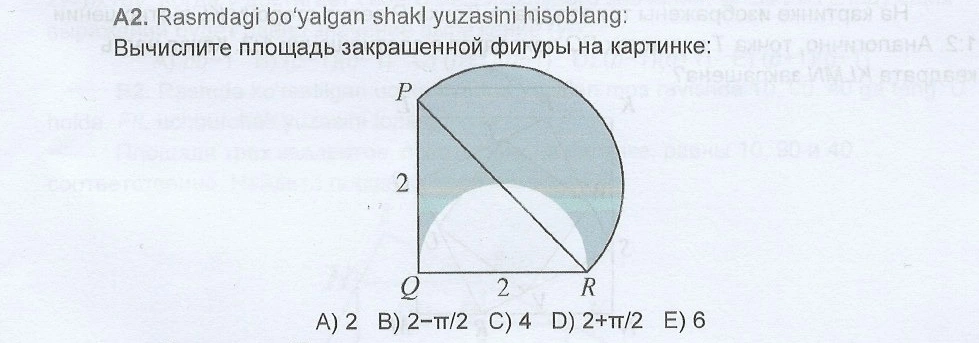 A2. Rasmdagi bo‘yalgan shakl yuzasini hisoblang:
Вычислите площадь закрашенной фигуры на картинке:
P
2
Q 2 R
A) 2 B) 2−π/2 C) 4 D) 2+π/2 E) 6